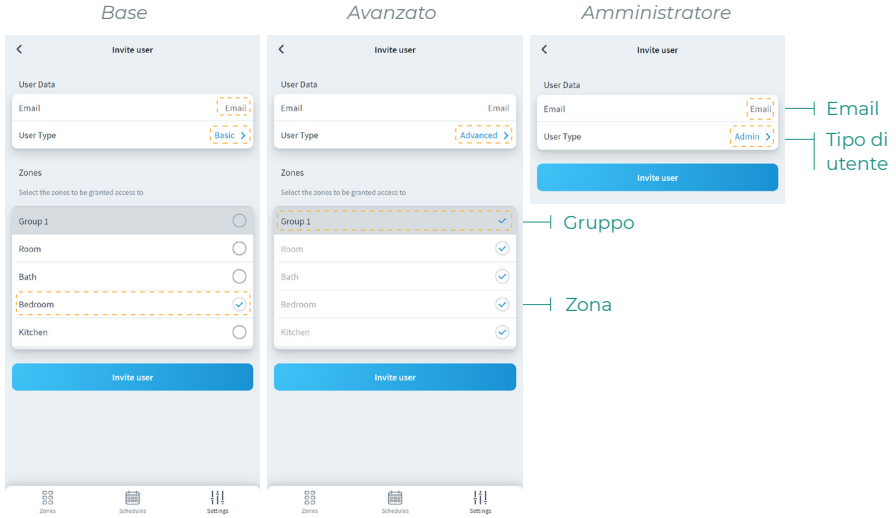 Base
Avanzato
Amministratore
Invite user
User Data
Email Email
User Type Basic
Zones
Select the zones to be granted access to
Group 1
Room
Bath
Bedroom
Kitchen
Invite user
Zones Schedules Settings
Invite user
User Data
Email Email
User Type Advanced
Zones
Select the zones to be granted access to
Group 1
Room
Bath
Bedroom
Kitchen
Invite user
Zones Schedules Settings
Invite user
User Data
Email Email
User Type Admin
Invite user
Email
Tipo di
utente
Gruppo
Zona